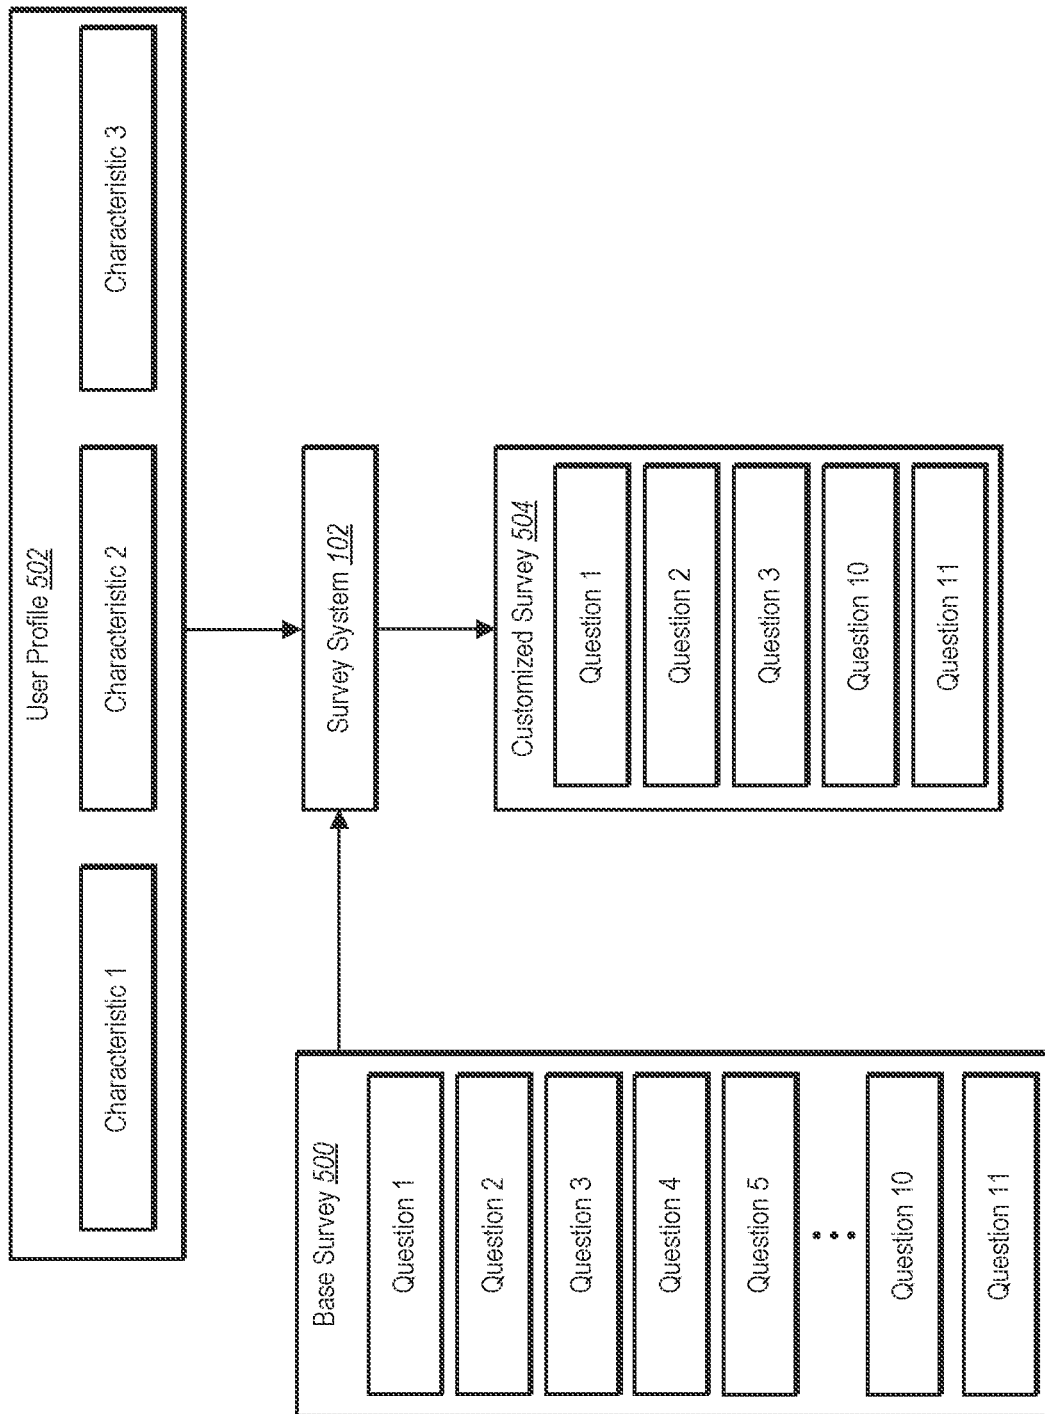 User Profile 502
Characteristic 1
Characteristic 2
Characteristic 3
Survey System 102
Base Survey 500
Question 1
Question 2
Question 3
Question 4
Question 5
Question 10
Question 11
Customized Survey 504
Question 1
Question 2
Question 3
Question 10
Question 11